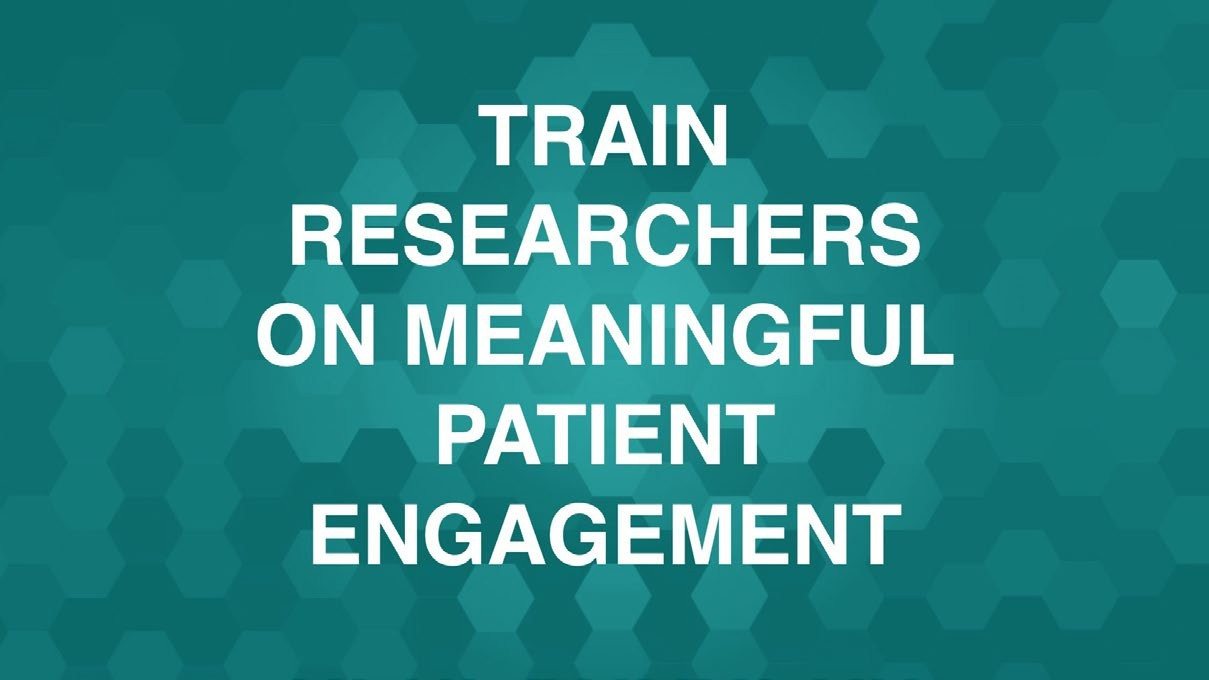 TRAIN
RESEARCHERS
ON MEANINGFUL
PATIENT
ENGAGEMENT